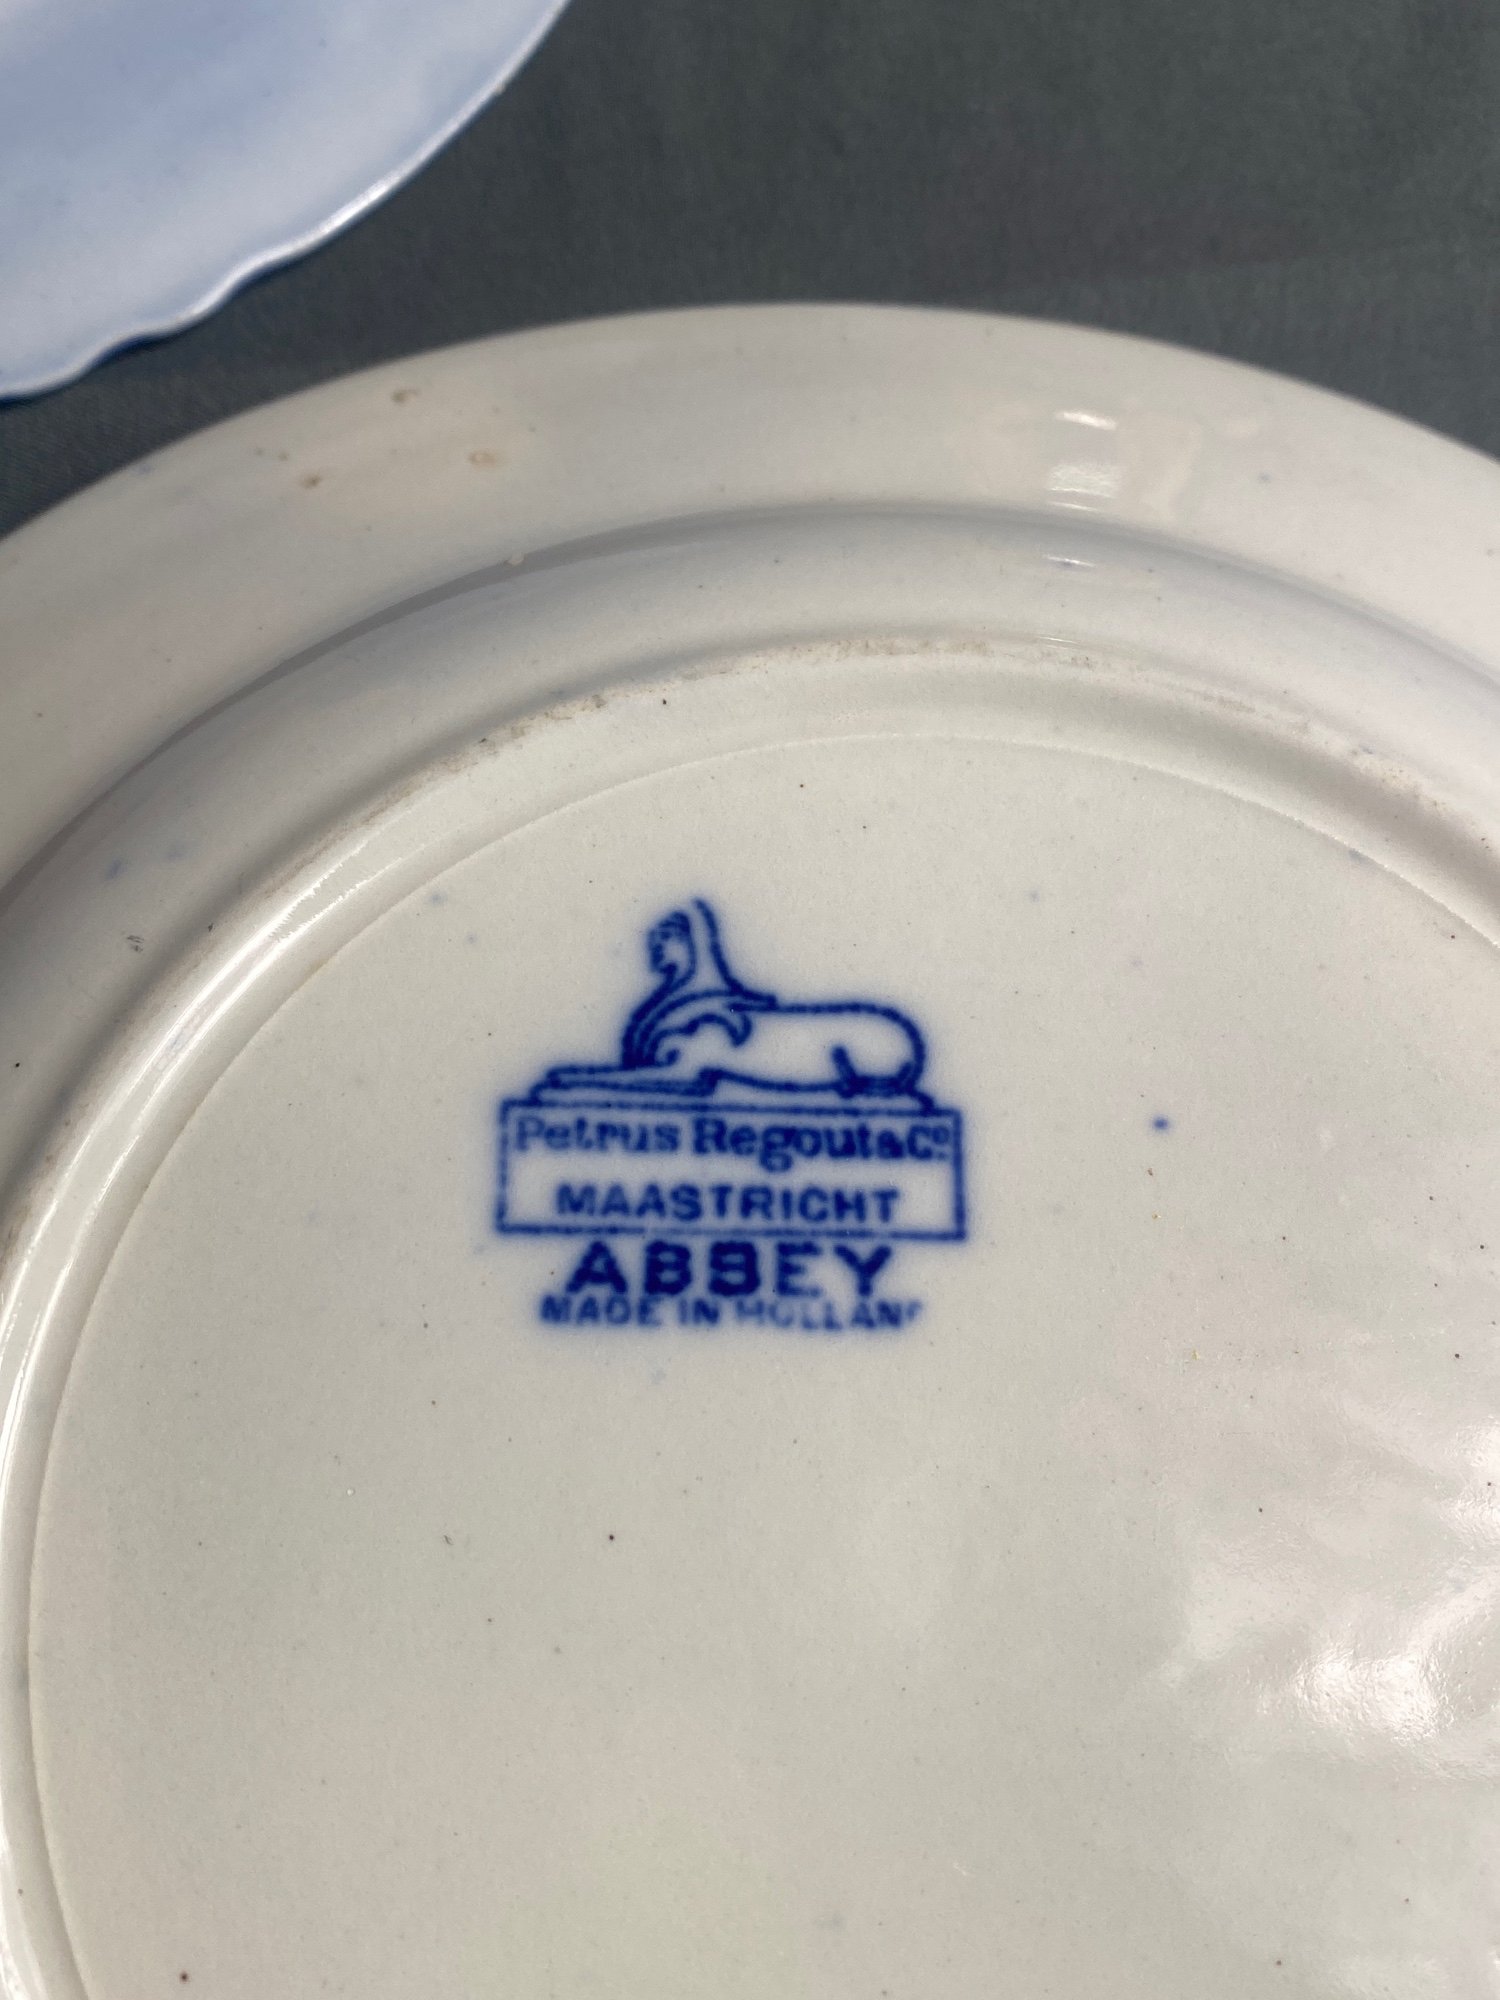 Petrus Regout & Co.
MAASTRICHT
ABBEY
MADE IN HOLLAND